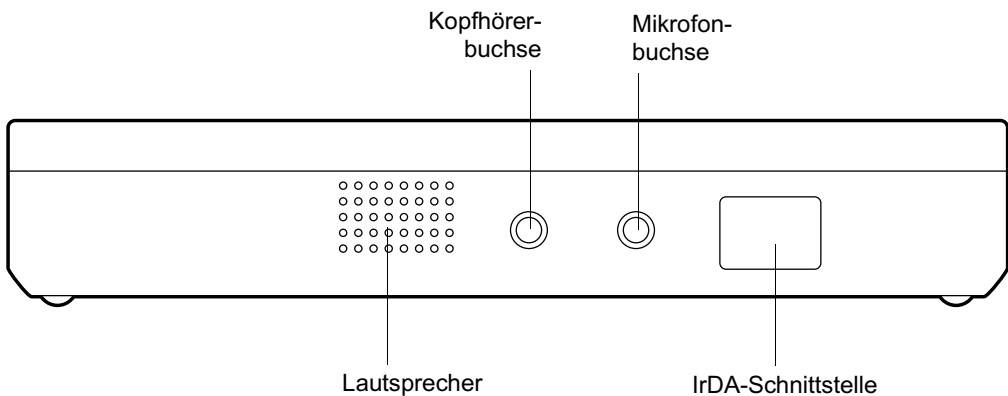 Kopfhörer-
buchse
Mikrofon-
buchse
Lautsprecher
IrDA-Schnittstelle